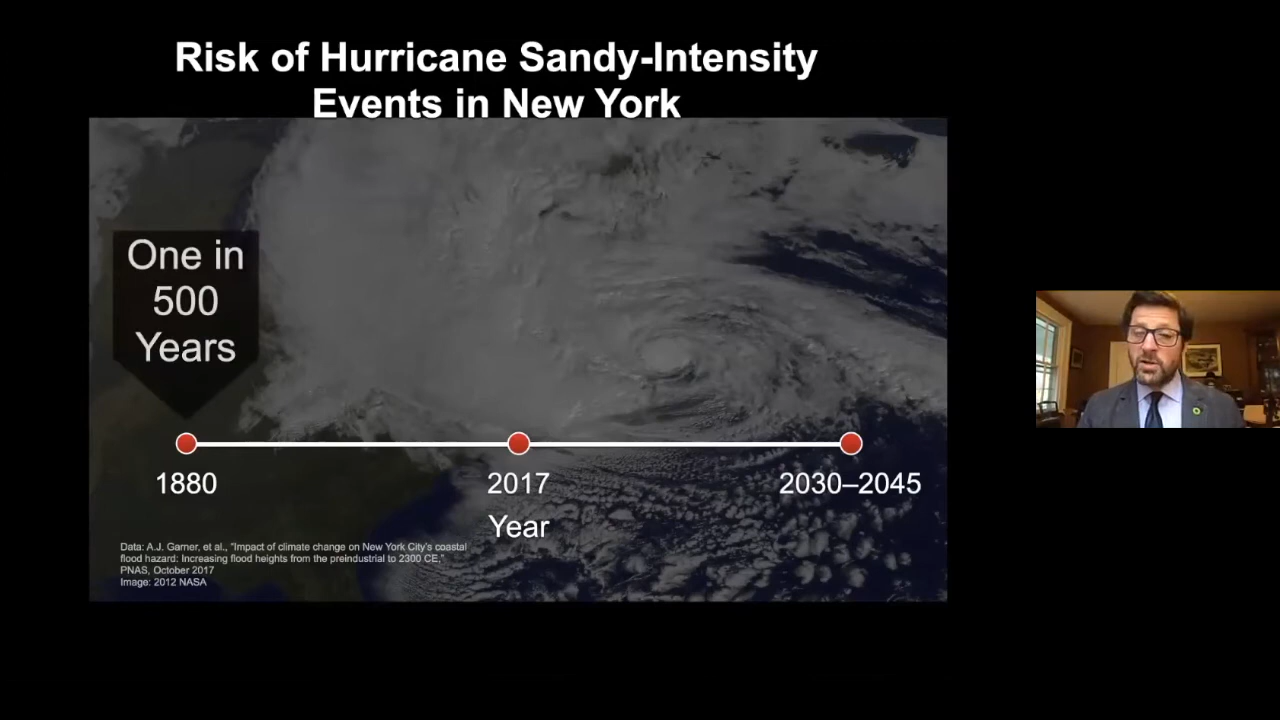 Risk of Hurricane Sandy-Intensity
Events in New York
One in
500
Years
1880
2017
2030–2045
Year
Data: A.J. Garner, et al., "Impact of climate change on New York City's coastal
flood hazard: Increasing flood heights from the preindustrial to 2300 CE,"
PNAS, October 2017
Image: 2012 NASA